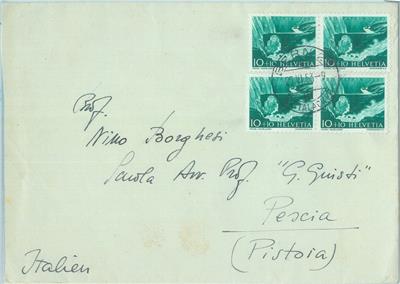 10+10 HELVETIA 10+10 HELVETIA
10+10 HELVETIA 10+10 HELVETIA
Prof.
Nino Borghesi
Scuola Avv. Prof. "G. Giusti"
Pescia
(Pistoia)
Italien